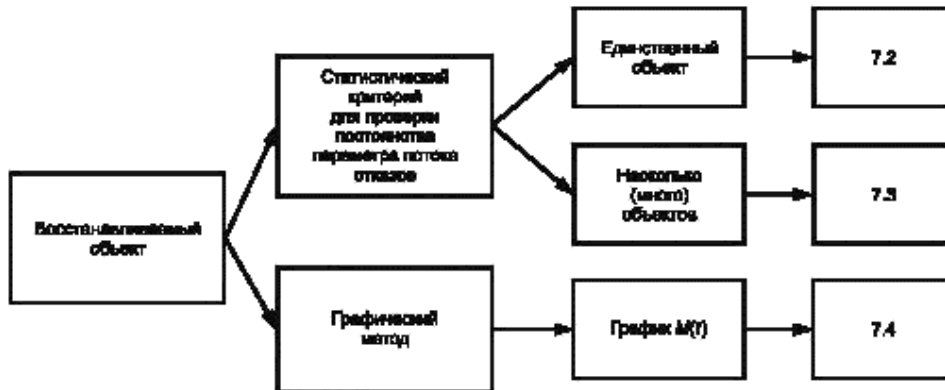 Единственный
объект
7.2
Статистический
критерий
для проверки
постоянства
параметра потока
отказов
Несколько
(много)
объектов
7.3
Восстанавливаемый
объект
Графический
метод
График M(t)
7.4